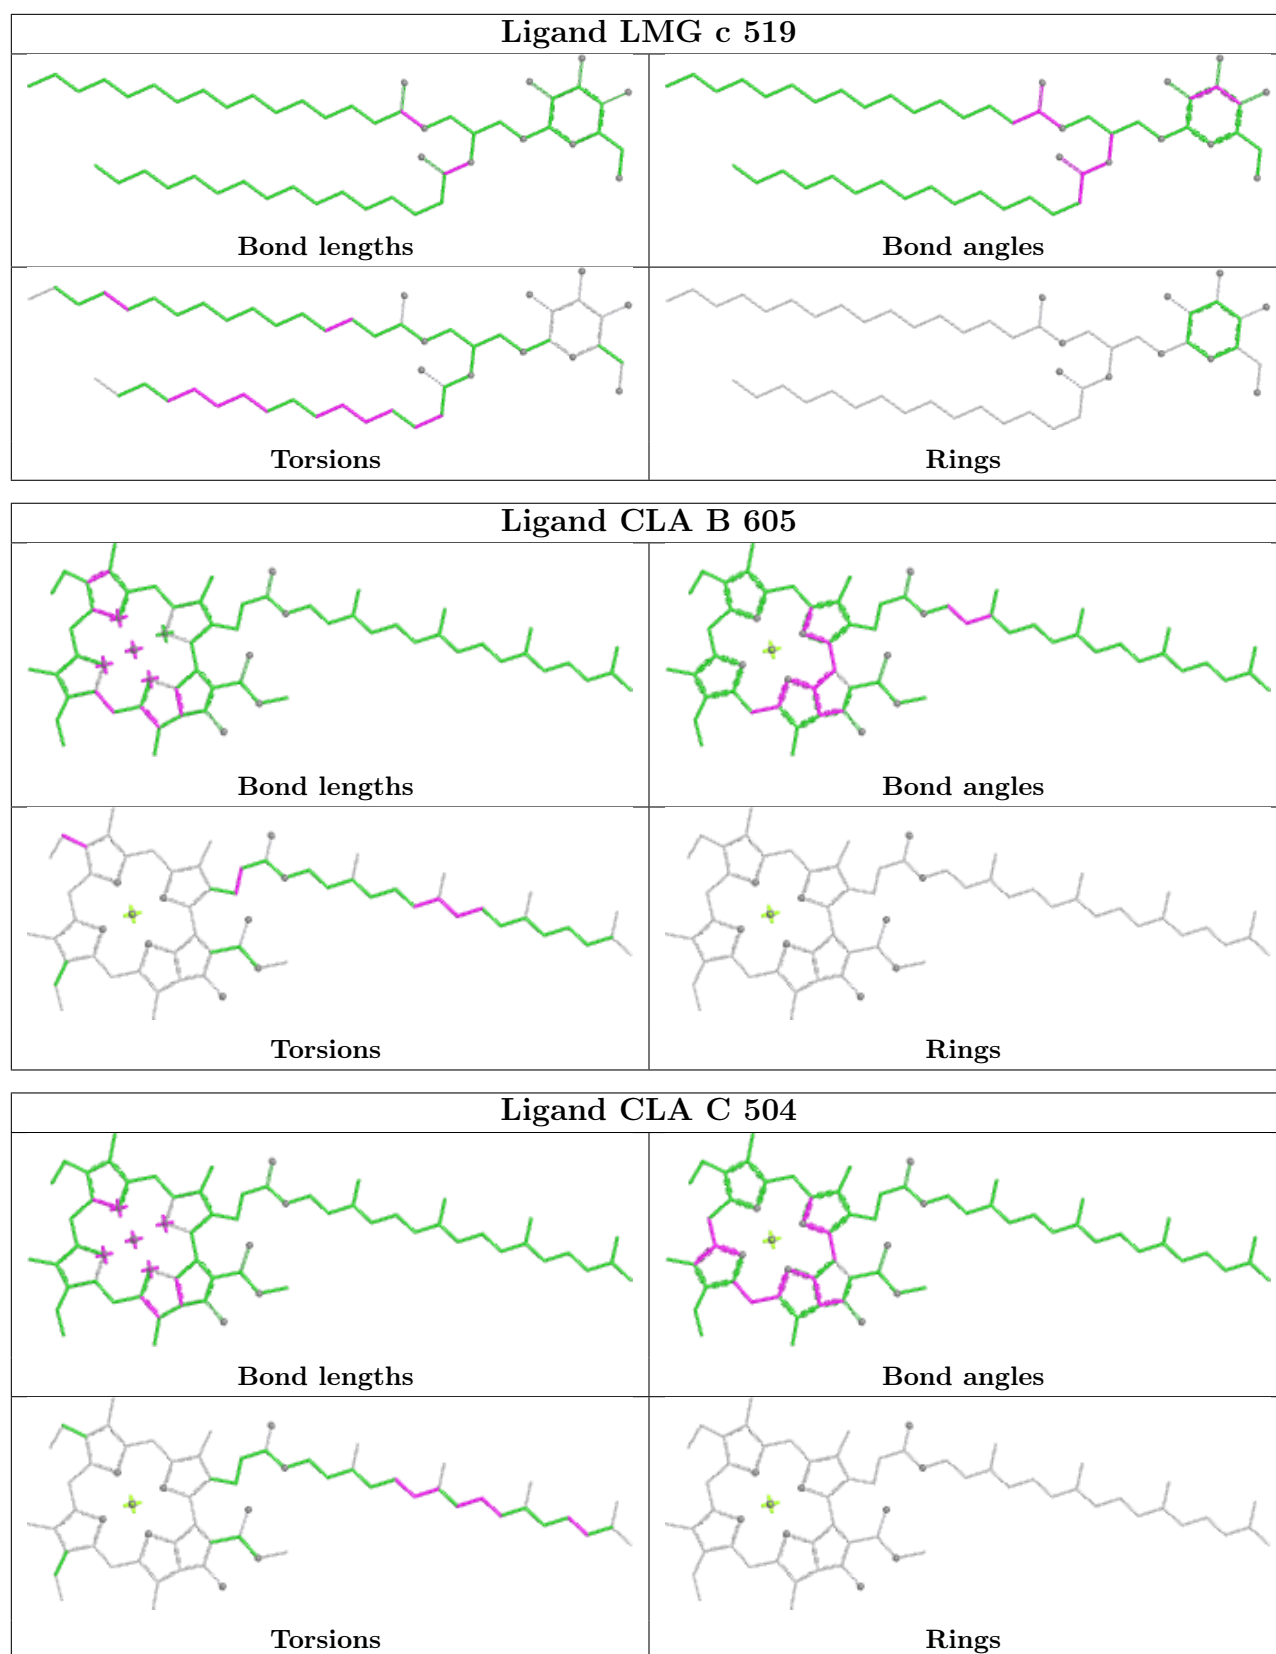 Ligand LMG c 519
Bond lengths
Bond angles
Torsions
Rings
Ligand CLA B 605
Bond lengths
Bond angles
Torsions
Rings
Ligand CLA C 504
Bond lengths
Bond angles
Torsions
Rings